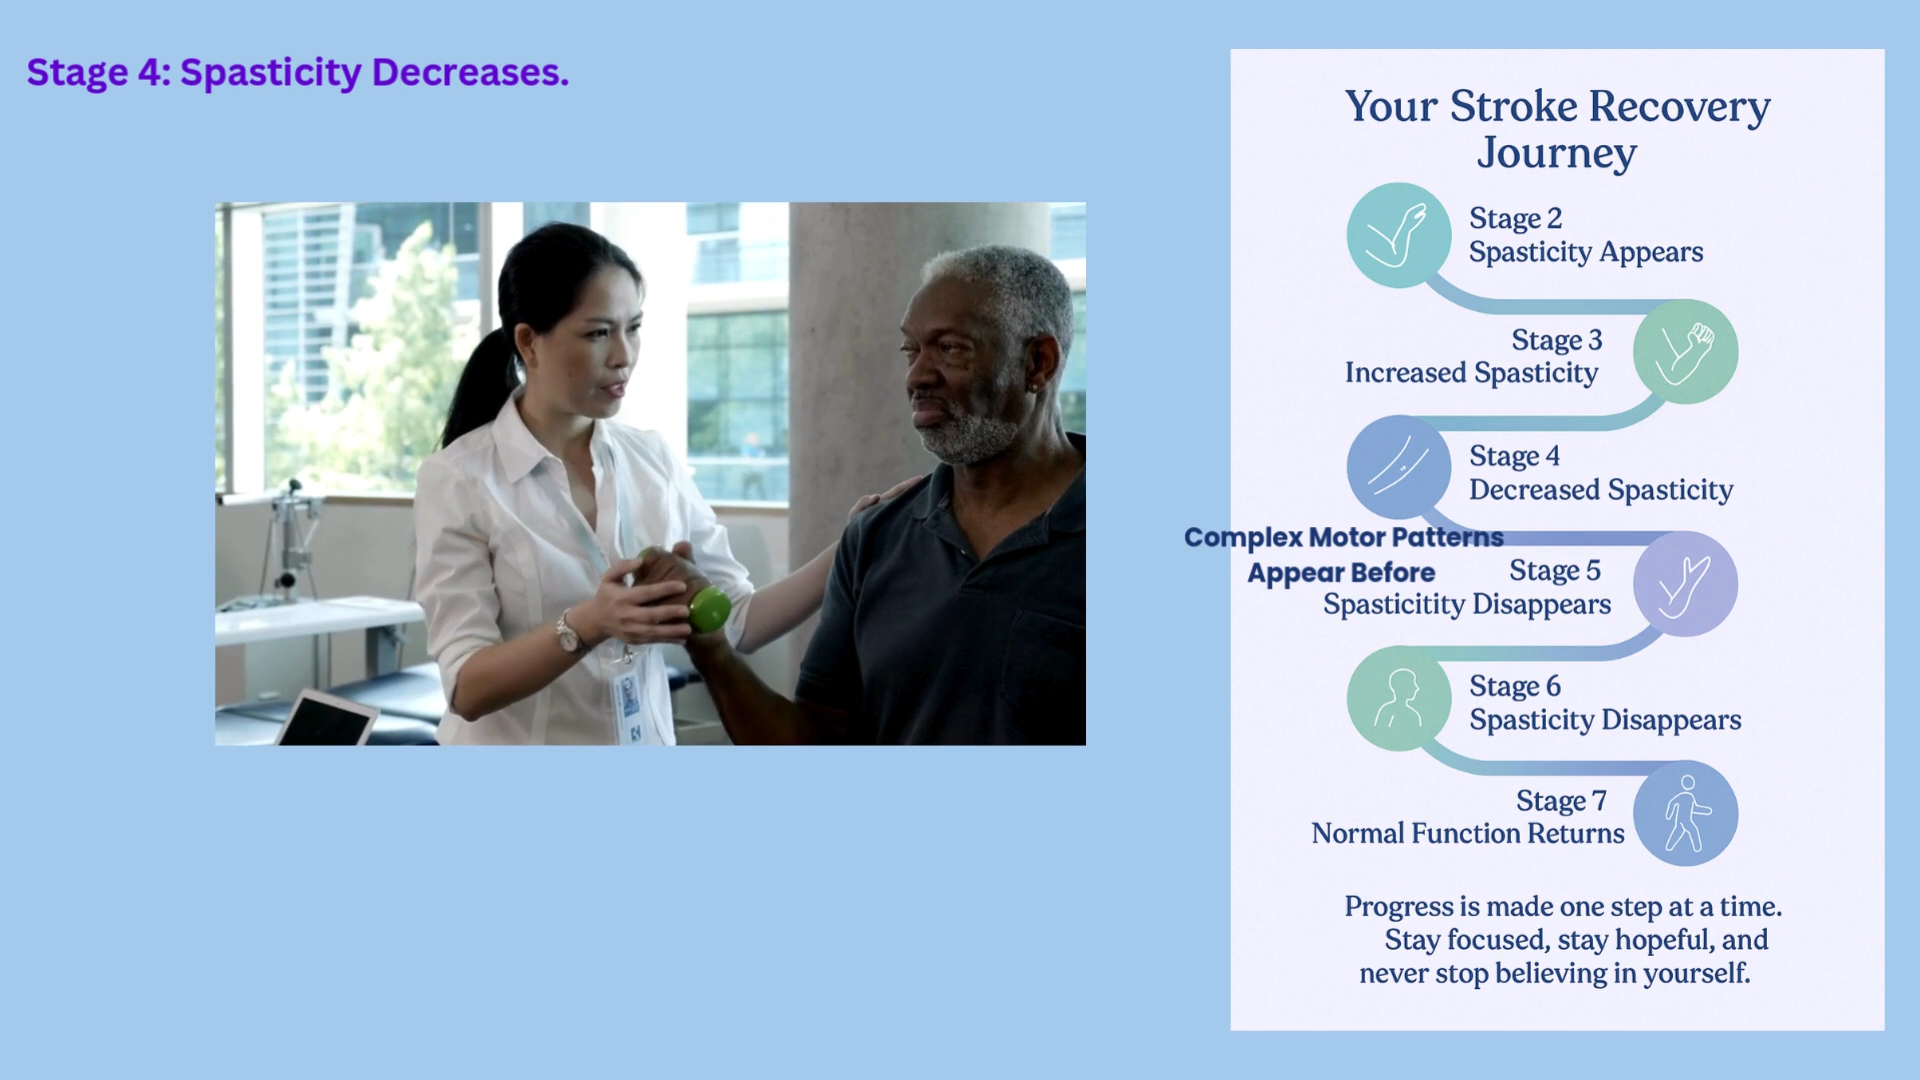 Stage 4: Spasticity Decreases.
Your Stroke Recovery
Journey
Stage 2
Spasticity Appears
Stage 3
Increased Spasticity
Stage 4
Decreased Spasticity
Complex Motor Patterns
Appear Before
Stage 5
Spasticitity Disappears
Stage 6
Spasticity Disappears
Stage 7
Normal Function Returns
Progress is made one step at a time.
Stay focused, stay hopeful, and
never stop believing in yourself.